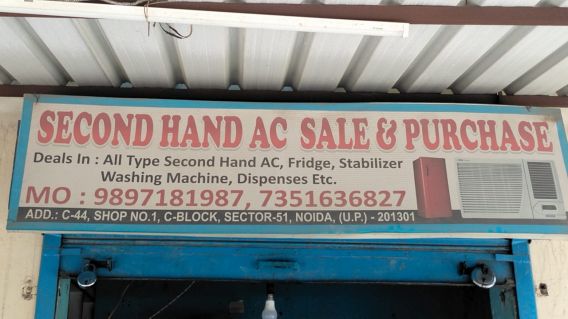 SECOND HAND AC SALE & PURCHASE
Deals In : All Type Second Hand AC, Fridge, Stabilizer
Washing Machine, Dispenses Etc.
MO : 9897181987, 7351636827
ADD.: C-44, SHOP NO.1, C-BLOCK, SECTOR-51, NOIDA, (U.P.) - 201301